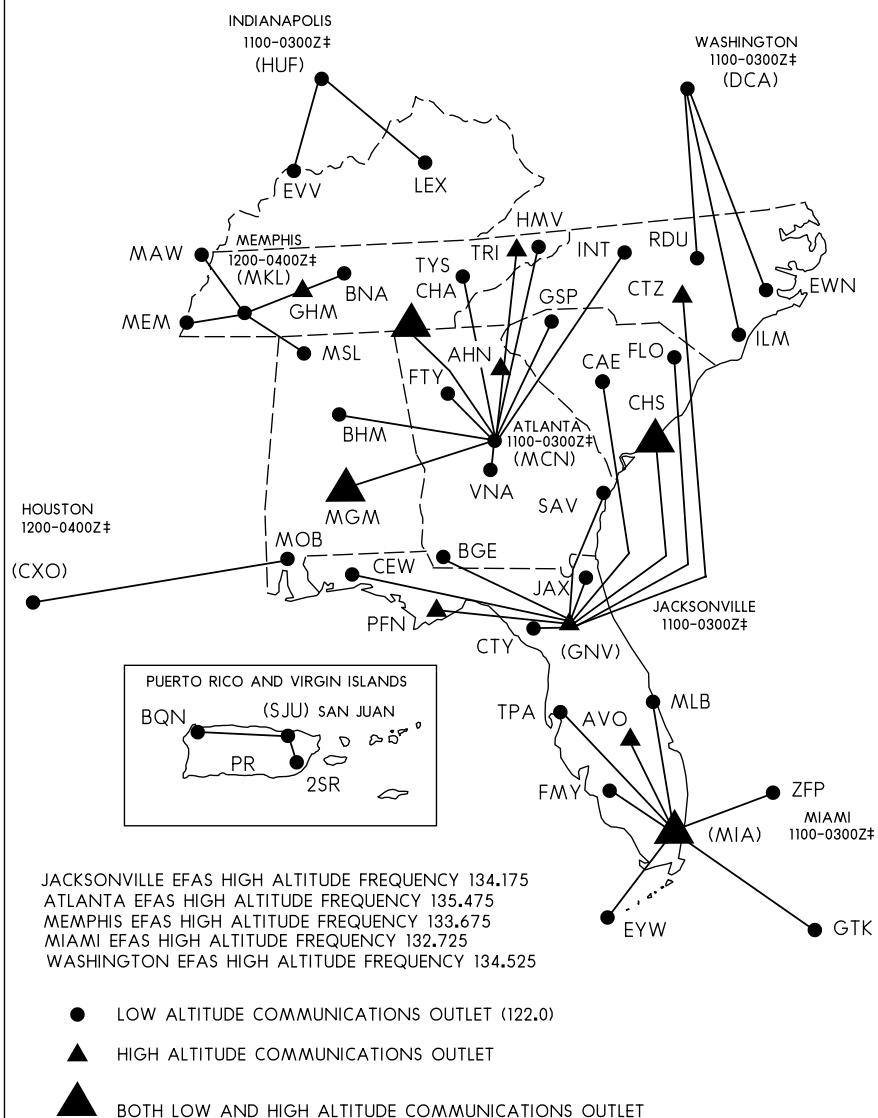 INDIANAPOLIS
1100-0300Z‡
(HUF)
WASHINGTON
1100-0300Z‡
(DCA)
EVV
LEX
HMV
MAW
MEMPHIS
1200-0400Z‡
(MKL)
TRI
INT
RDU
TYS
CHA
BNA
GHM
GSP
CTZ
EWN
MEM
MSL
AHN
FLO
ILM
FTY
CAE
CHS
BHM
ATLANTA
1100-0300Z‡
(MCN)
VNA
MGM
SAV
HOUSTON
1200-0400Z‡
(CXO)
MOB
BGE
CEW
JAX
PFN
JACKSONVILLE
1100-0300Z‡
CTY
(GNV)
PUERTO RICO AND VIRGIN ISLANDS
(SJU) SAN JUAN
BQN
PR
2SR
TPA
AVO
MLB
FMY
ZFP
(MIA)
MIAMI
1100-0300Z‡
EYW
GTK
JACKSONVILLE EFAS HIGH ALTITUDE FREQUENCY 134.175
ATLANTA EFAS HIGH ALTITUDE FREQUENCY 135.475
MEMPHIS EFAS HIGH ALTITUDE FREQUENCY 133.675
MIAMI EFAS HIGH ALTITUDE FREQUENCY 132.725
WASHINGTON EFAS HIGH ALTITUDE FREQUENCY 134.525
LOW ALTITUDE COMMUNICATIONS OUTLET (122.0)
HIGH ALTITUDE COMMUNICATIONS OUTLET
BOTH LOW AND HIGH ALTITUDE COMMUNICATIONS OUTLET